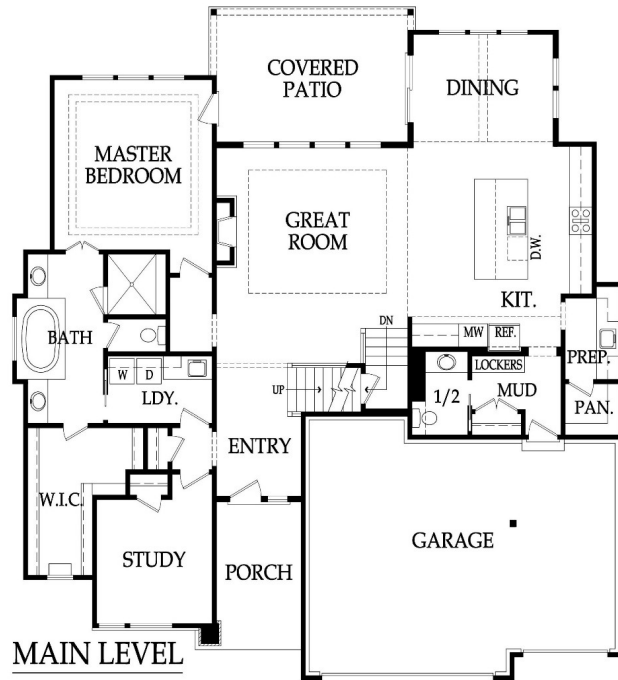 COVERED
PATIO
DINING
MASTER
BEDROOM
GREAT
ROOM
D.W.
KIT.
BATH
DN
MW
REF.
PREP.
W
D
LDY.
UP
LOCKERS
MUD
1/2
PAN.
ENTRY
W.I.C.
STUDY
PORCH
GARAGE
MAIN LEVEL